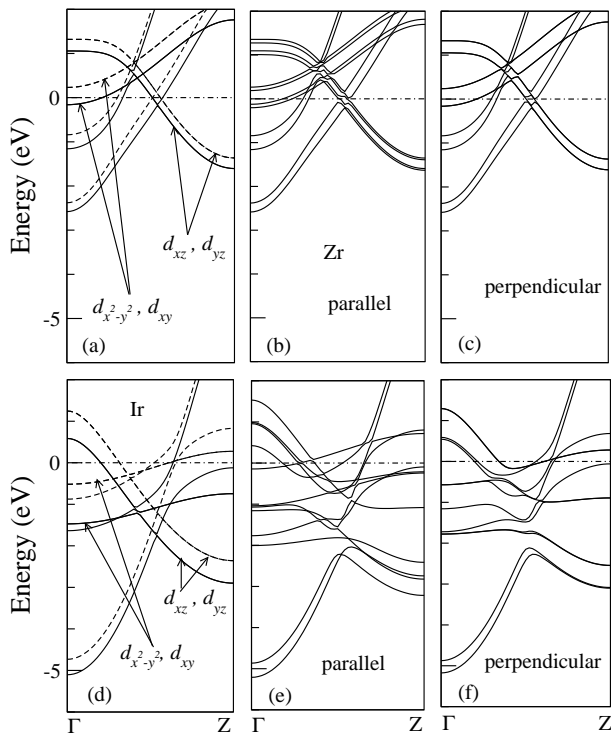 Energy (eV)
0
-5
d_xz , d_yz
d_x²-y² , d_xy
(a)
Zr
parallel
(b)
perpendicular
(c)
Energy (eV)
0
-5
Ir
d_xz , d_yz
d_x²-y² , d_xy
(d)
parallel
(e)
perpendicular
(f)
Γ Z Γ Z Γ Z